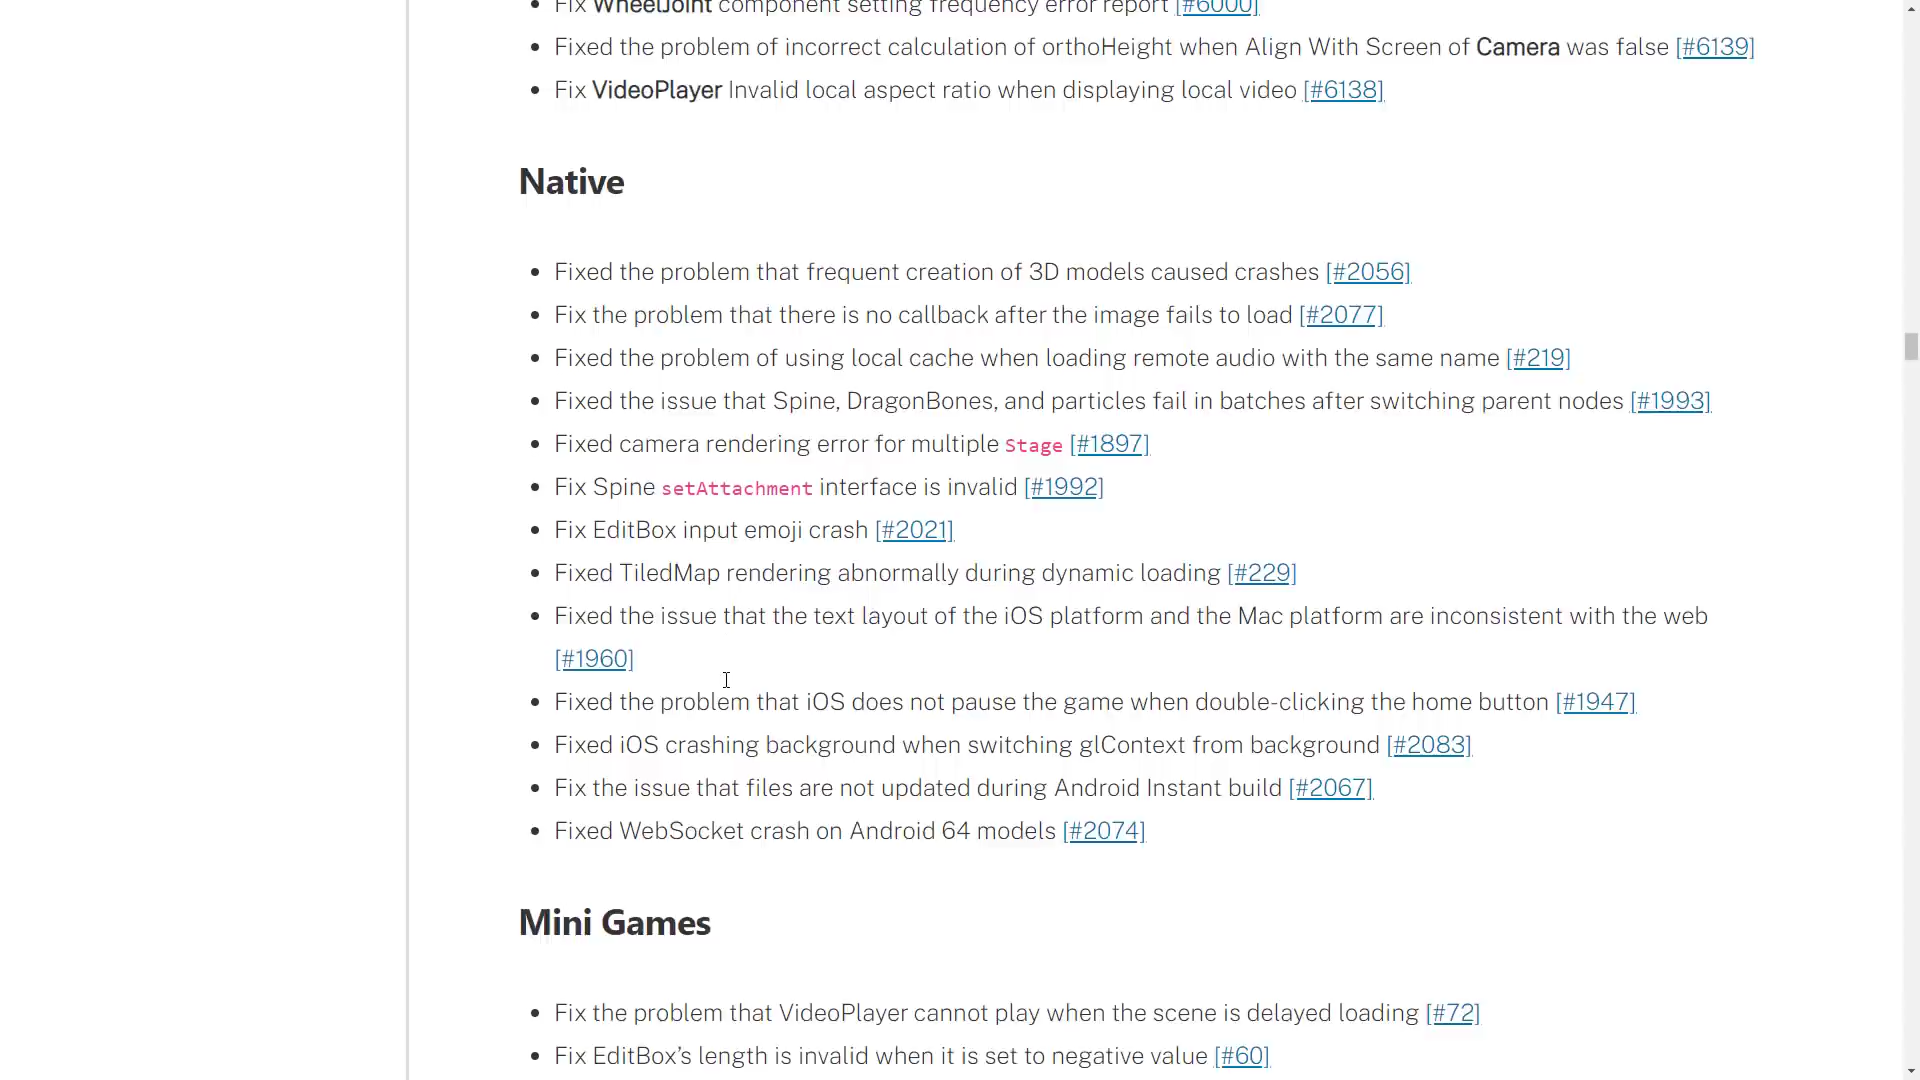 Fix WheelJoint component setting frequency error report [#6000]
Fixed the problem of incorrect calculation of orthoHeight when Align With Screen of Camera was false [#6139]
Fix VideoPlayer Invalid local aspect ratio when displaying local video [#6138]
Native
Fixed the problem that frequent creation of 3D models caused crashes [#2056]
Fix the problem that there is no callback after the image fails to load [#2077]
Fixed the problem of using local cache when loading remote audio with the same name [#219]
Fixed the issue that Spine, DragonBones, and particles fail in batches after switching parent nodes [#1993]
Fixed camera rendering error for multiple Stage [#1897]
Fix Spine setAttachment interface is invalid [#1992]
Fix EditBox input emoji crash [#2021]
Fixed TiledMap rendering abnormally during dynamic loading [#229]
Fixed the issue that the text layout of the iOS platform and the Mac platform are inconsistent with the web
[#1960]
Fixed the problem that iOS does not pause the game when double-clicking the home button [#1947]
Fixed iOS crashing background when switching glContext from background [#2083]
Fix the issue that files are not updated during Android Instant build [#2067]
Fixed WebSocket crash on Android 64 models [#2074]
Mini Games
Fix the problem that VideoPlayer cannot play when the scene is delayed loading [#72]
Fix EditBox’s length is invalid when it is set to negative value [#60]